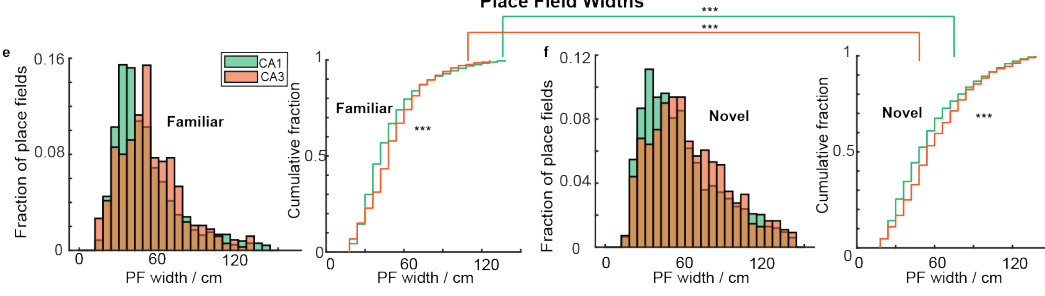 Place Field Widths
***
***
e
Fraction of place fields
0.16
0.08
0
0
60
120
PF width / cm
Familiar
CA1
CA3
Cumulative fraction
1
0.5
0
0
60
120
PF width / cm
Familiar
***
f
Fraction of place fields
0.12
0.08
0.04
0
0
60
120
PF width / cm
Novel
Cumulative fraction
1
0.5
0
0
60
120
PF width / cm
Novel
***